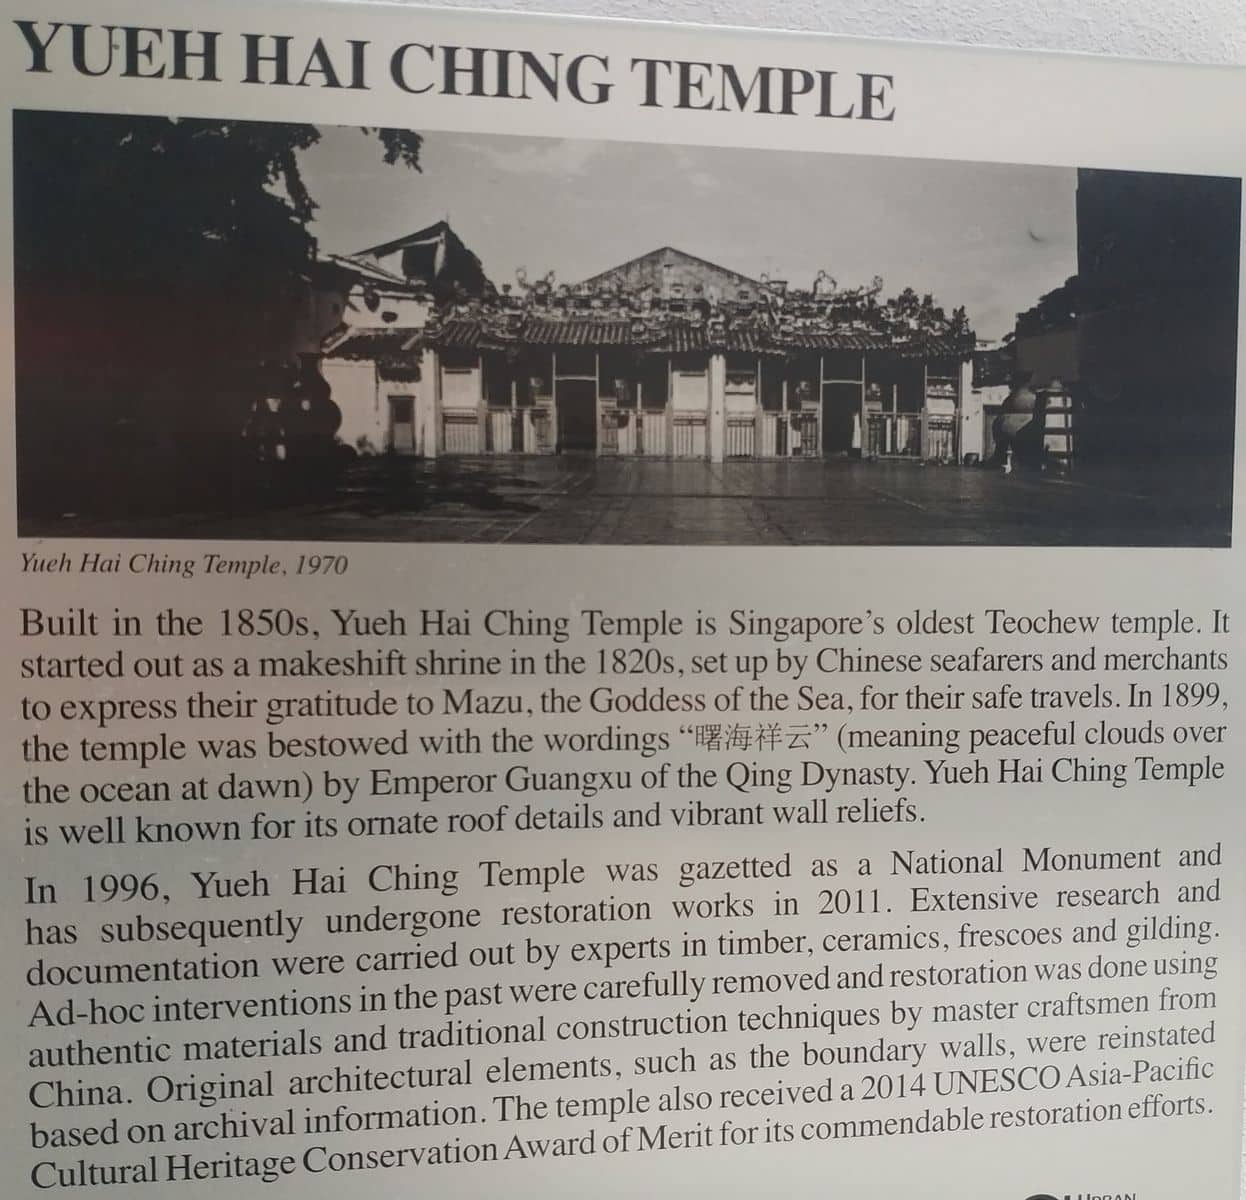 YUEH HAI CHING TEMPLE
Yueh Hai Ching Temple, 1970
Built in the 1850s, Yueh Hai Ching Temple is Singapore's oldest Teochew temple. It
started out as a makeshift shrine in the 1820s, set up by Chinese seafarers and merchants
to express their gratitude to Mazu, the Goddess of the Sea, for their safe travels. In 1899,
the temple was bestowed with the wordings “曙海祥云” (meaning peaceful clouds over
the ocean at dawn) by Emperor Guangxu of the Qing Dynasty. Yueh Hai Ching Temple
is well known for its ornate roof details and vibrant wall reliefs.
In 1996, Yueh Hai Ching Temple was gazetted as a National Monument and
has subsequently undergone restoration works in 2011. Extensive research and
documentation were carried out by experts in timber, ceramics, frescoes and gilding.
Ad-hoc interventions in the past were carefully removed and restoration was done using
authentic materials and traditional construction techniques by master craftsmen from
China. Original architectural elements, such as the boundary walls, were reinstated
based on archival information. The temple also received a 2014 UNESCO Asia-Pacific
Cultural Heritage Conservation Award of Merit for its commendable restoration efforts.
URBAN